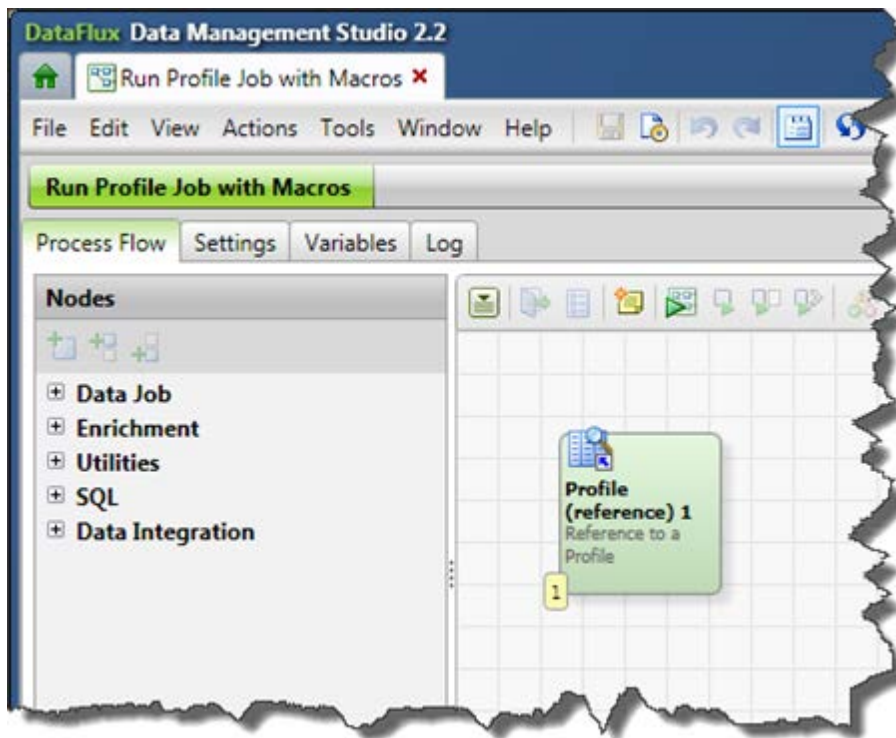 DataFlux Data Management Studio 2.2
Run Profile Job with Macros
File Edit View Actions Tools Window Help
Run Profile Job with Macros
Process Flow Settings Variables Log
Nodes
Data Job
Enrichment
Utilities
SQL
Data Integration
Profile
(reference) 1
Reference to a
Profile
1